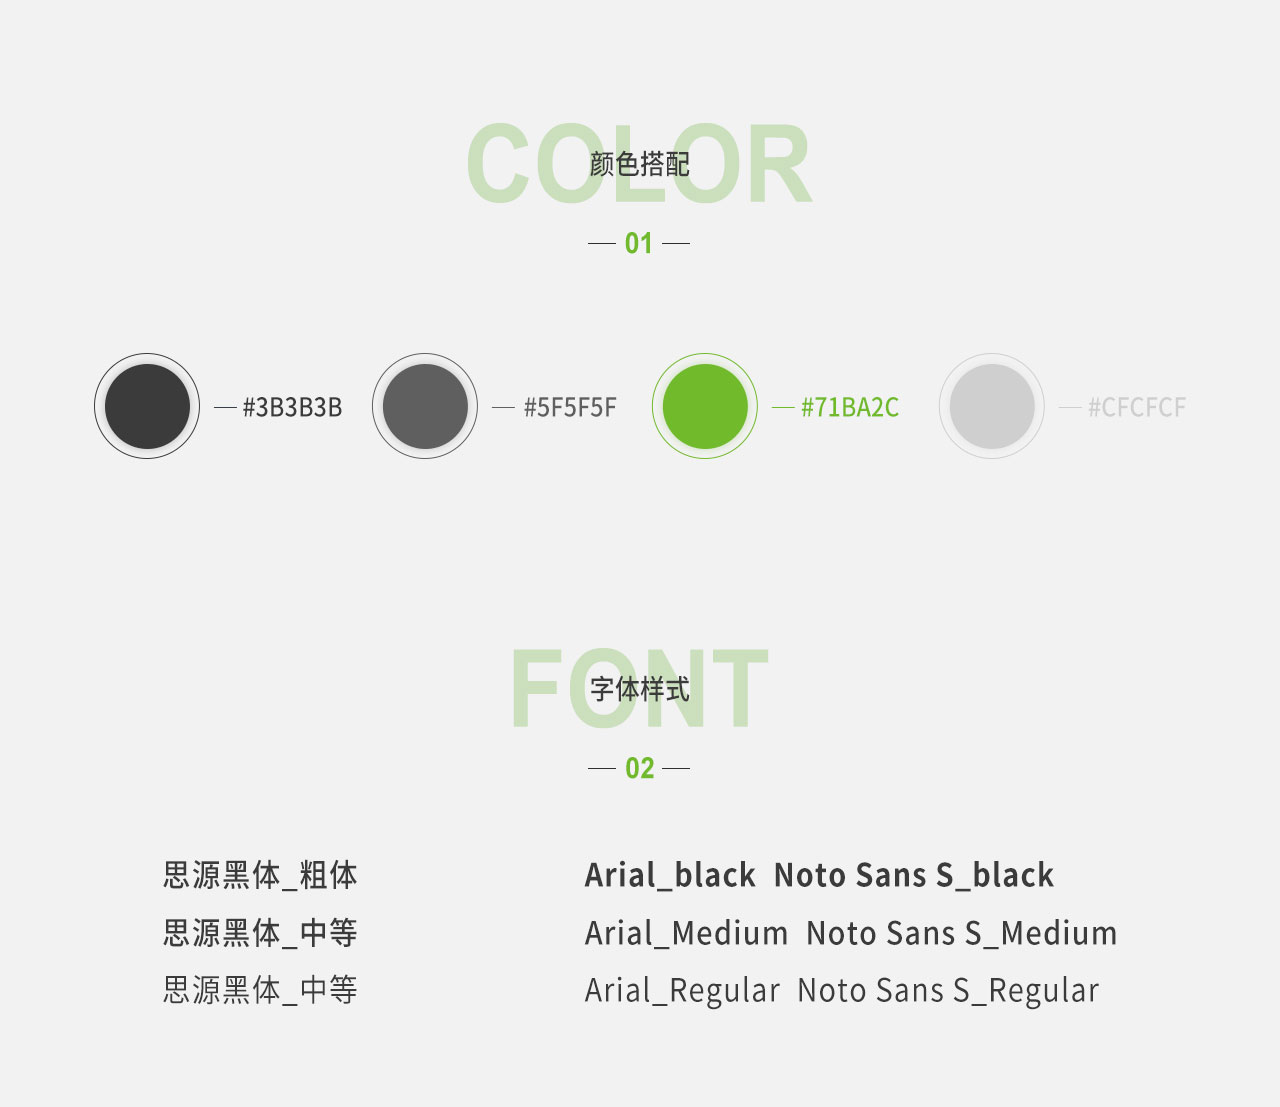 COLOR
颜色搭配
01
#3B3B3B
#5F5F5F
#71BA2C
#CFCFCF
FONT
字体样式
02
思源黑体_粗体
Arial_black Noto Sans S_black
思源黑体_中等
Arial_Medium Noto Sans S_Medium
思源黑体_中等
Arial_Regular Noto Sans S_Regular